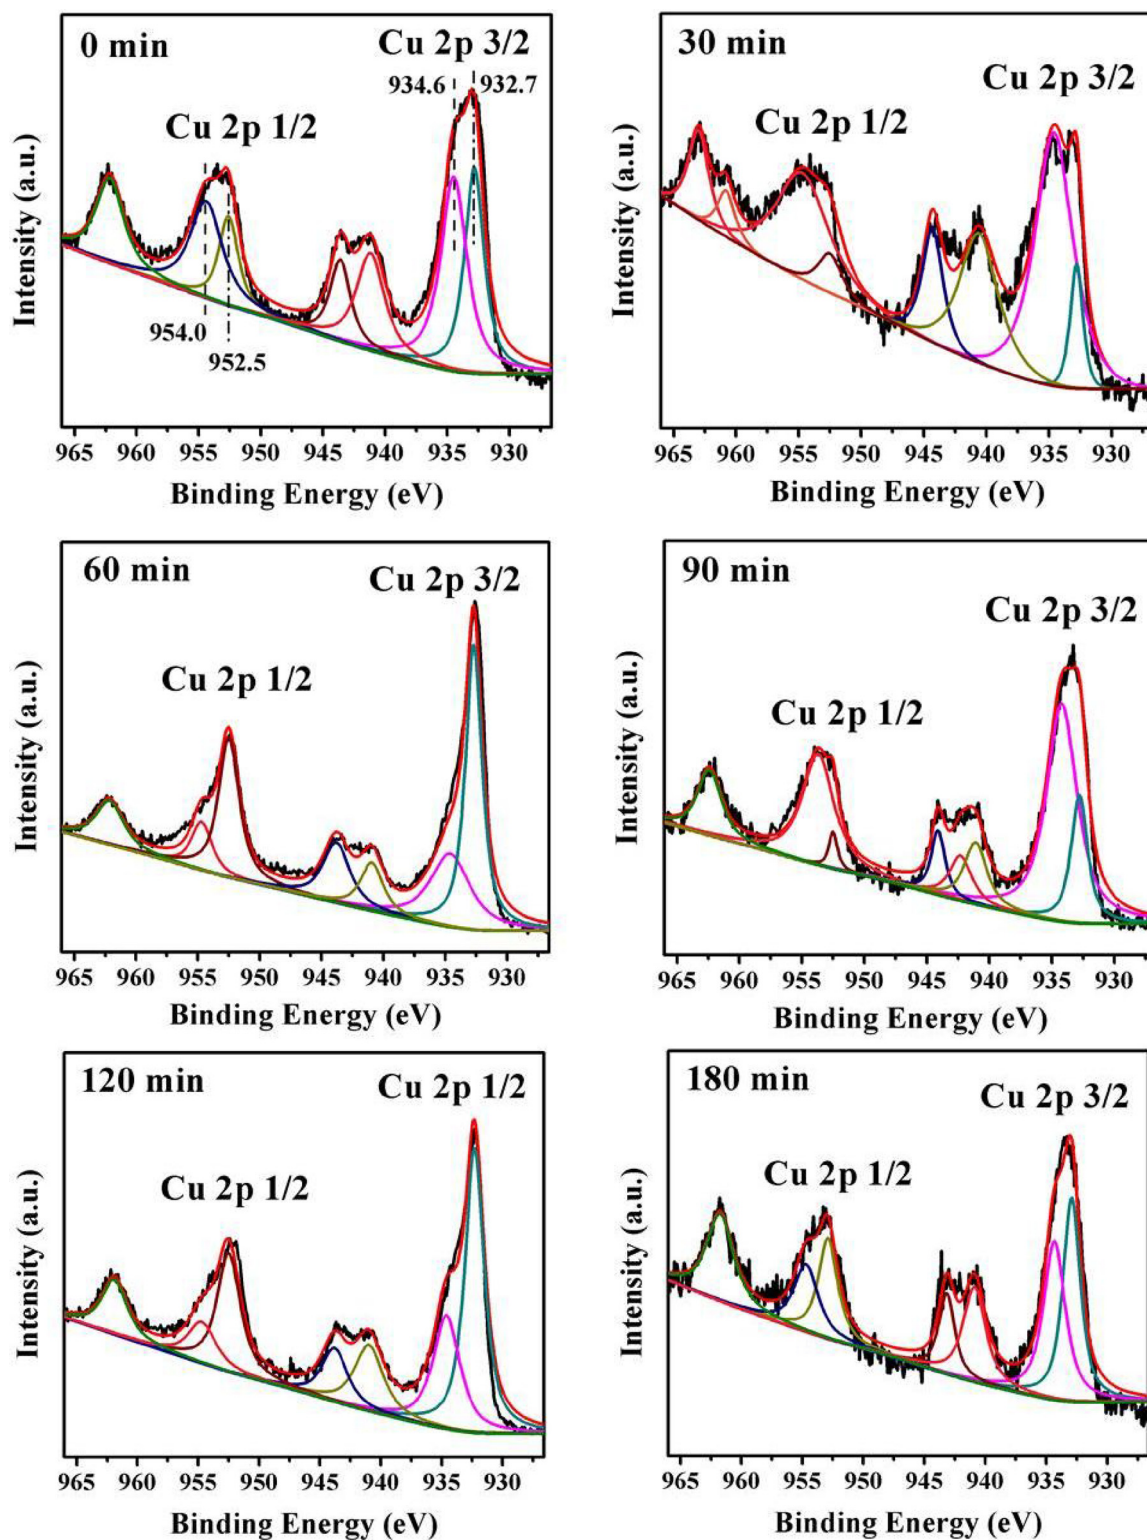 0 min
Cu 2p 3/2
934.6
932.7
Cu 2p 1/2
954.0
952.5
Intensity (a.u.)
965 960 955 950 945 940 935 930
Binding Energy (eV)
30 min
Cu 2p 3/2
Cu 2p 1/2
Intensity (a.u.)
965 960 955 950 945 940 935 930
Binding Energy (eV)
60 min
Cu 2p 3/2
Cu 2p 1/2
Intensity (a.u.)
965 960 955 950 945 940 935 930
Binding Energy (eV)
90 min
Cu 2p 3/2
Cu 2p 1/2
Intensity (a.u.)
965 960 955 950 945 940 935 930
Binding Energy (eV)
120 min
Cu 2p 1/2
Cu 2p 1/2
Intensity (a.u.)
965 960 955 950 945 940 935 930
Binding Energy (eV)
180 min
Cu 2p 3/2
Cu 2p 1/2
Intensity (a.u.)
965 960 955 950 945 940 935 930
Binding Energy (eV)